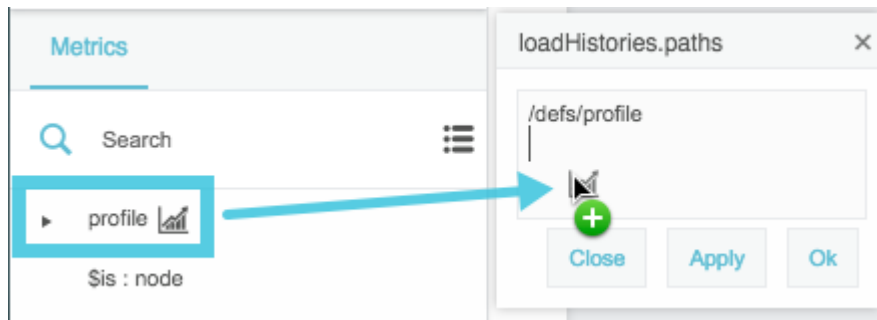 Metrics
Search
profile
$is : node
loadHistories.paths
/defs/profile
Close Apply Ok